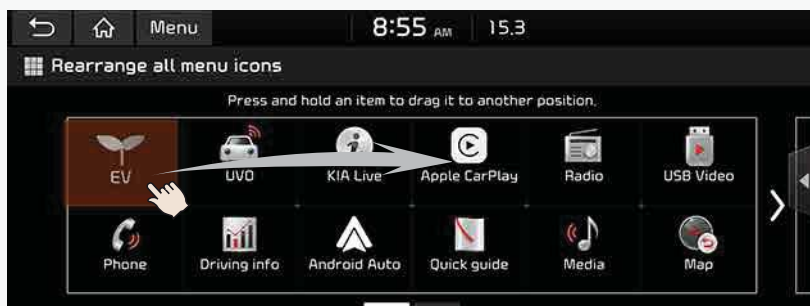 Menu 8:55 AM 15.3
Rearrange all menu icons
Press and hold an item to drag it to another position.
EV UVO KIA Live Apple CarPlay Radio USB Video
Phone Driving info Android Auto Quick guide Media Map